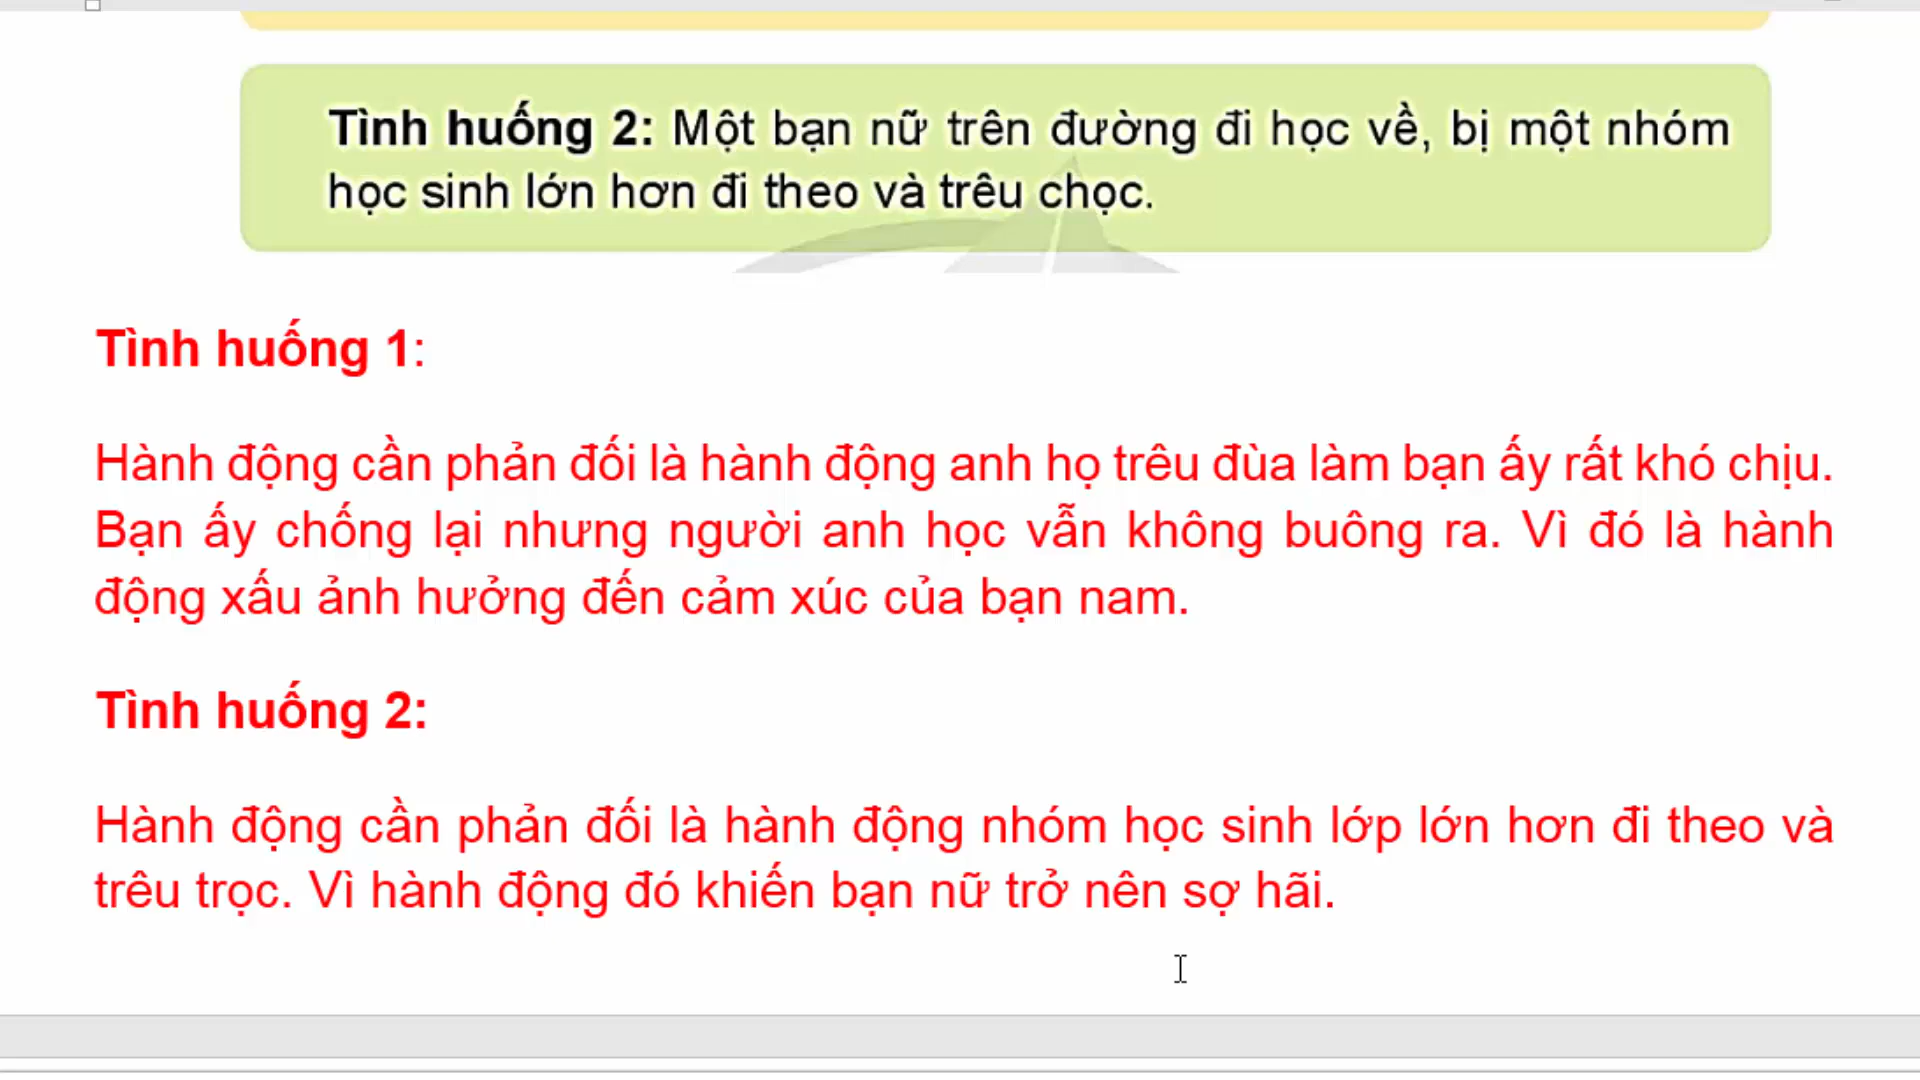 Tình huống 2: Một bạn nữ trên đường đi học về, bị một nhóm
học sinh lớn hơn đi theo và trêu chọc.
Tình huống 1:
Hành động cần phản đối là hành động anh họ trêu đùa làm bạn ấy rất khó chịu.
Bạn ấy chống lại nhưng người anh học vẫn không buông ra. Vì đó là hành
động xấu ảnh hưởng đến cảm xúc của bạn nam.
Tình huống 2:
Hành động cần phản đối là hành động nhóm học sinh lớp lớn hơn đi theo và
trêu trọc. Vì hành động đó khiến bạn nữ trở nên sợ hãi.